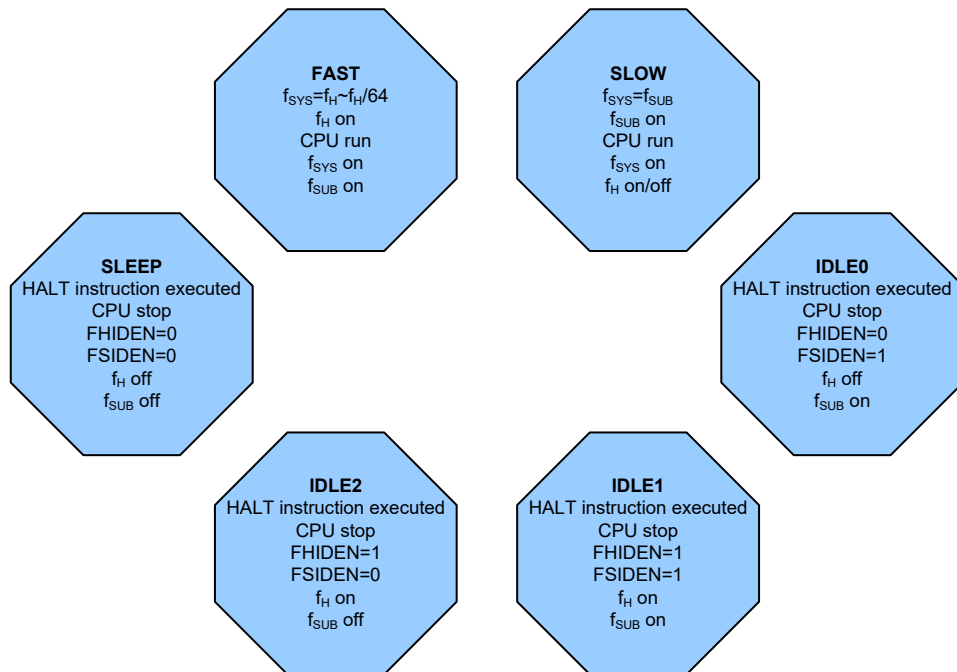 FAST
fSYS=fH~fH/64
fH on
CPU run
fSYS on
fSUB on
SLOW
fSYS=fSUB
fSUB on
CPU run
fSYS on
fH on/off
SLEEP
HALT instruction executed
CPU stop
FHIDEN=0
FSIDEN=0
fH off
fSUB off
IDLE0
HALT instruction executed
CPU stop
FHIDEN=0
FSIDEN=1
fH off
fSUB on
IDLE2
HALT instruction executed
CPU stop
FHIDEN=1
FSIDEN=0
fH on
fSUB off
IDLE1
HALT instruction executed
CPU stop
FHIDEN=1
FSIDEN=1
fH on
fSUB on